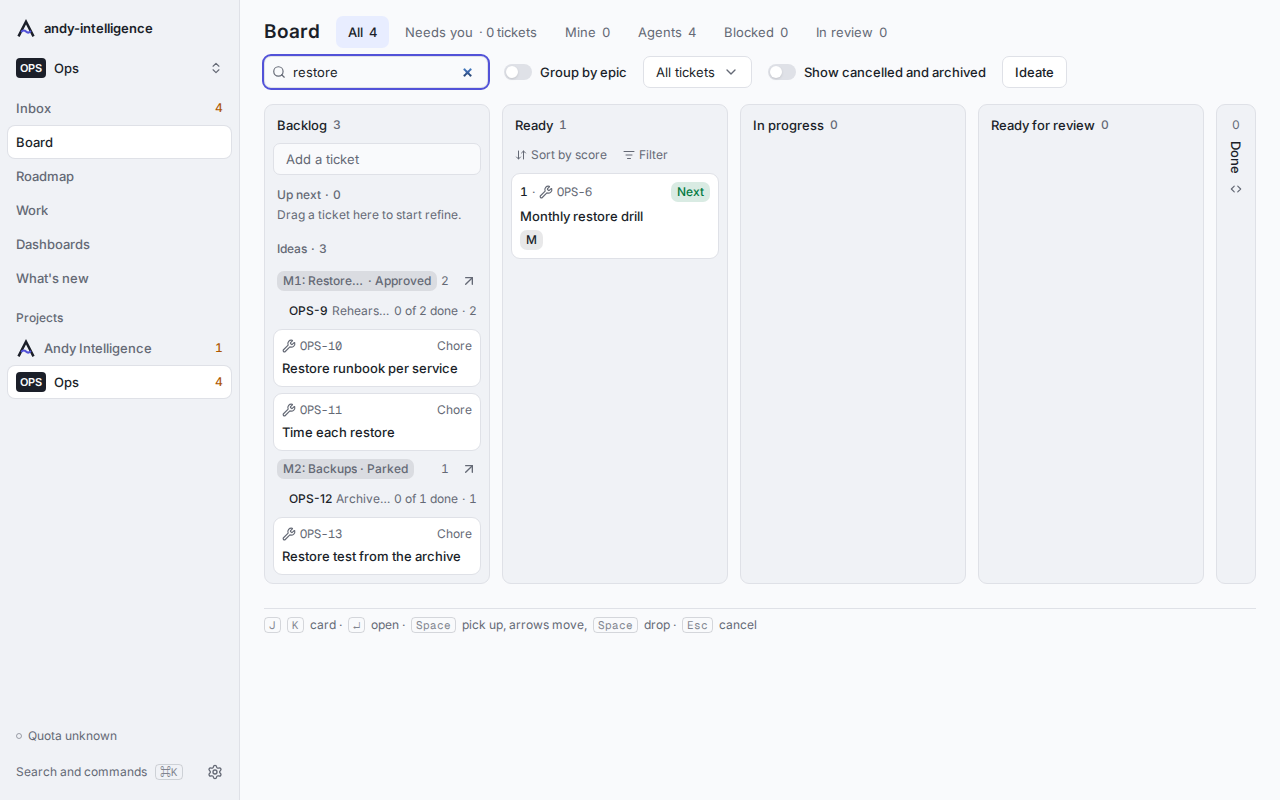 andy-intelligence
OPS Ops
Inbox 4
Board
Roadmap
Work
Dashboards
What's new
Projects
Andy Intelligence 1
OPS Ops 4
Quota unknown
Search and commands ⌘K
Board All 4 Needs you · 0 tickets Mine 0 Agents 4 Blocked 0 In review 0
restore Group by epic All tickets Show cancelled and archived Ideate
Backlog 3
Add a ticket
Up next · 0
Drag a ticket here to start refine.
Ideas · 3
M1: Restore… · Approved 2
OPS-9 Rehears… 0 of 2 done · 2
OPS-10 Chore
Restore runbook per service
OPS-11 Chore
Time each restore
M2: Backups · Parked 1
OPS-12 Archive… 0 of 1 done · 1
OPS-13 Chore
Restore test from the archive
Ready 1
Sort by score Filter
1 · OPS-6 Next
Monthly restore drill
M
In progress 0
Ready for review 0
0
Done
J K card · ↵ open · Space pick up, arrows move, Space drop · Esc cancel